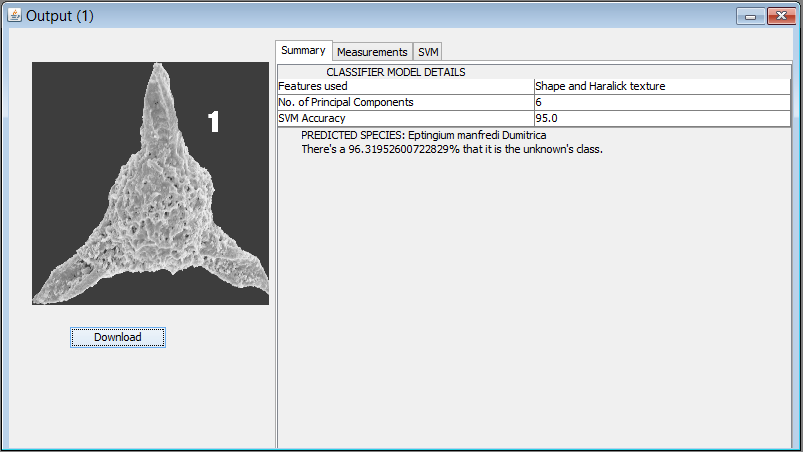 Output (1)
Summary Measurements SVM
CLASSIFIER MODEL DETAILS
Features used Shape and Haralick texture
No. of Principal Components 6
SVM Accuracy 95.0
PREDICTED SPECIES: Eptingium manfredi Dumitrica
There's a 96.31952600722829% that it is the unknown's class.
1
Download